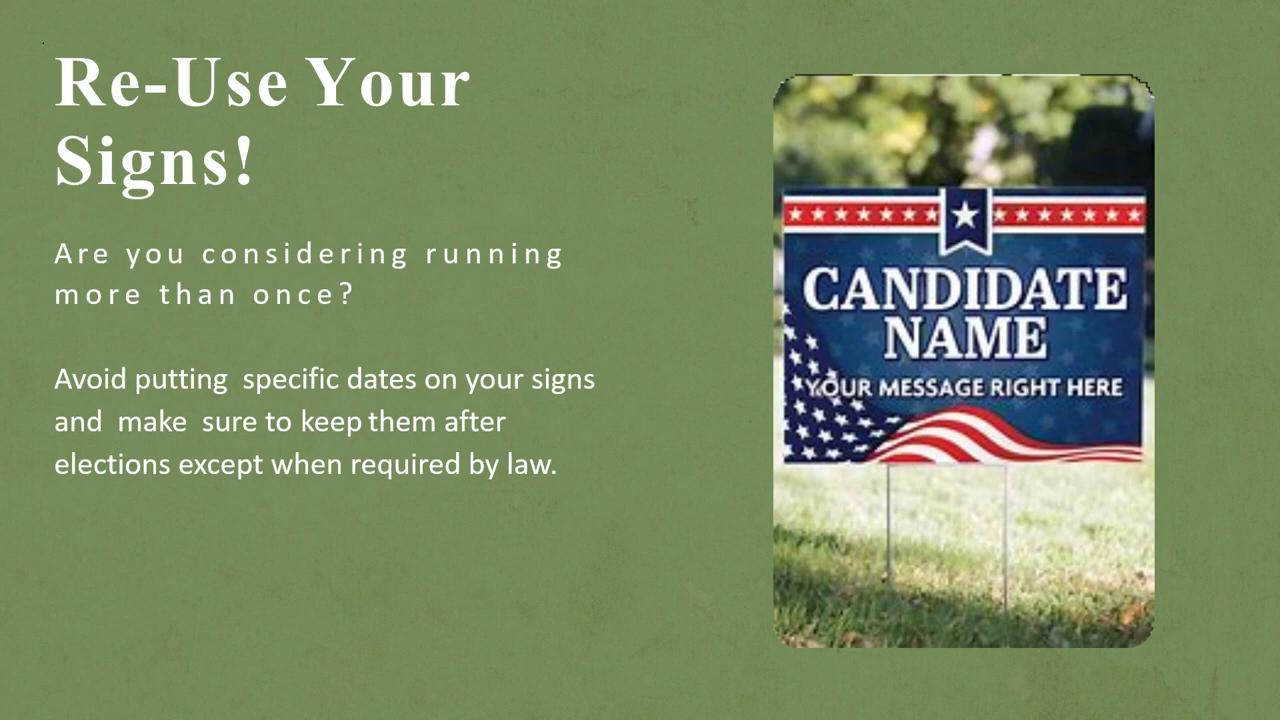 Re-Use Your
Signs!
Are you considering running
more than once?
Avoid putting specific dates on your signs
and make sure to keep them after
elections except when required by law.
CANDIDATE
NAME
YOUR MESSAGE RIGHT HERE